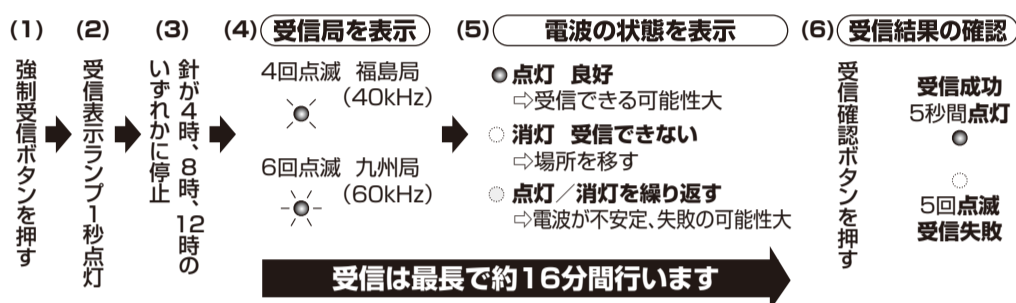 (1)
強制受信ボタンを押す
(2)
受信表示ランプ1秒点灯
(3)
針が4時、8時、12時の
いずれかに停止
(4) 受信局を表示
4回点滅 福島局
(40kHz)
6回点滅 九州局
(60kHz)
(5) 電波の状態を表示
点灯 良好
⇨受信できる可能性大
消灯 受信できない
⇨場所を移す
点灯/消灯を繰り返す
⇨電波が不安定、失敗の可能性大
受信は最長で約16分間行います
(6) 受信結果の確認
受信確認ボタンを押す
受信成功
5秒間点灯
5回点滅
受信失敗